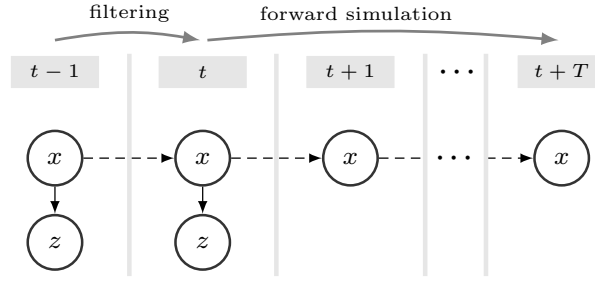 filtering forward simulation
t − 1 t t + 1 ··· t + T
x x x ··· x
z z